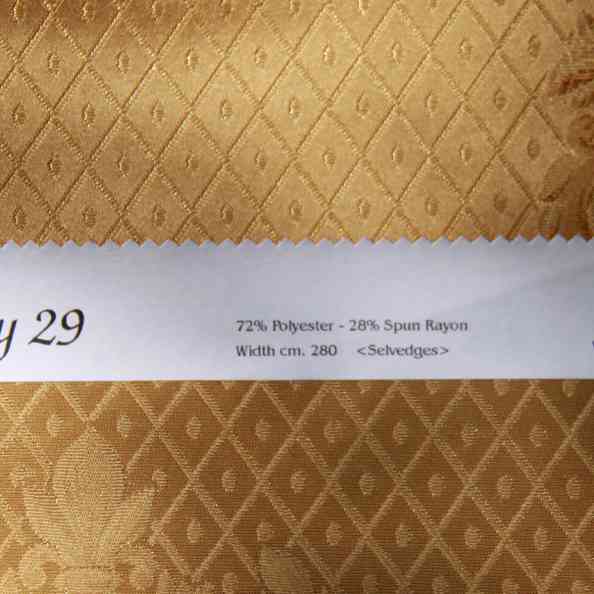 y 29
72% Polyester - 28% Spun Rayon
Width cm. 280 <Selvedges>